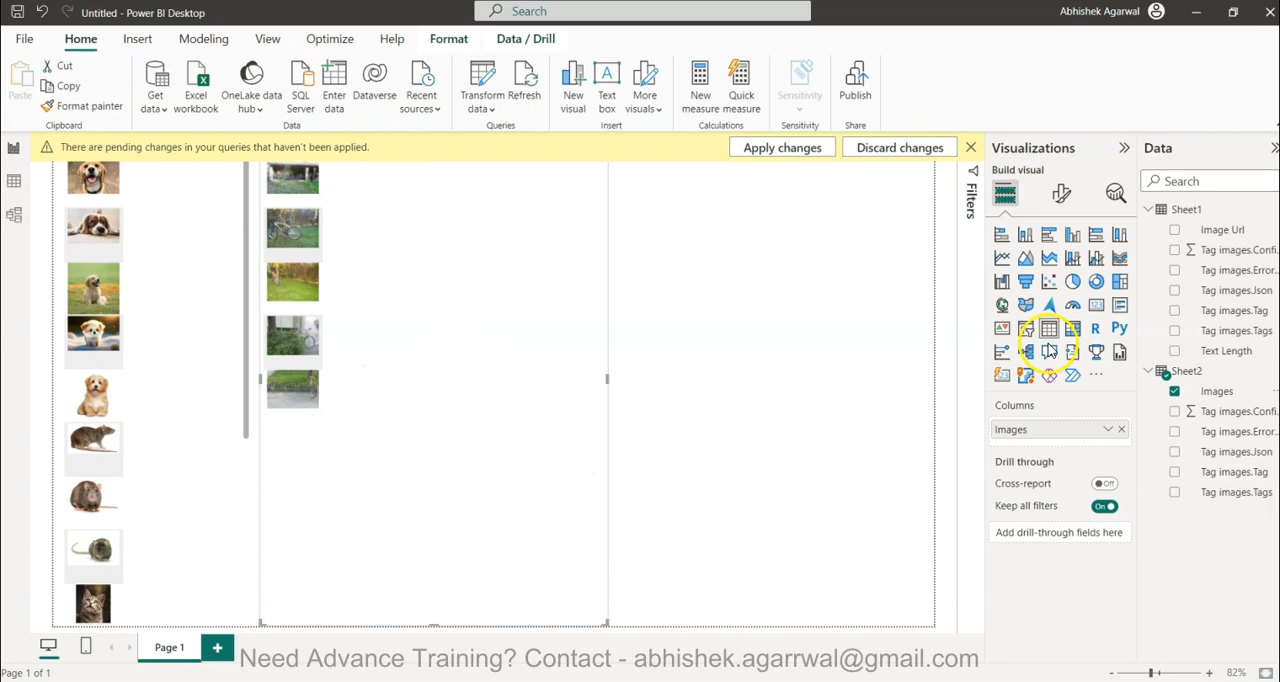 Untitled - Power BI Desktop
Search
Abhishek Agarwal
File Home Insert Modeling View Optimize Help Format Data / Drill
Paste
Cut
Copy
Format painter
Clipboard
Get data
Excel workbook
OneLake data hub
SQL Server
Enter data
Dataverse
Recent sources
Data
Transform data
Refresh
Queries
New visual
Text box
More visuals
Insert
New measure
Quick measure
Calculations
Sensitivity
Sensitivity
Publish
Share
There are pending changes in your queries that haven't been applied.
Apply changes
Discard changes
Filters
Visualizations
Build visual
R
Py
123
Columns
Images
Drill through
Cross-report
Off
Keep all filters
On
Add drill-through fields here
Data
Search
Sheet1
Image Url
Tag images.Confi...
Tag images.Error...
Tag images.Json
Tag images.Tag
Tag images.Tags
Text Length
Sheet2
Images
Tag images.Confi...
Tag images.Error...
Tag images.Json
Tag images.Tag
Tag images.Tags
Page 1
Need Advance Training? Contact - abhishek.agarrwal@gmail.com
Page 1 of 1
82%